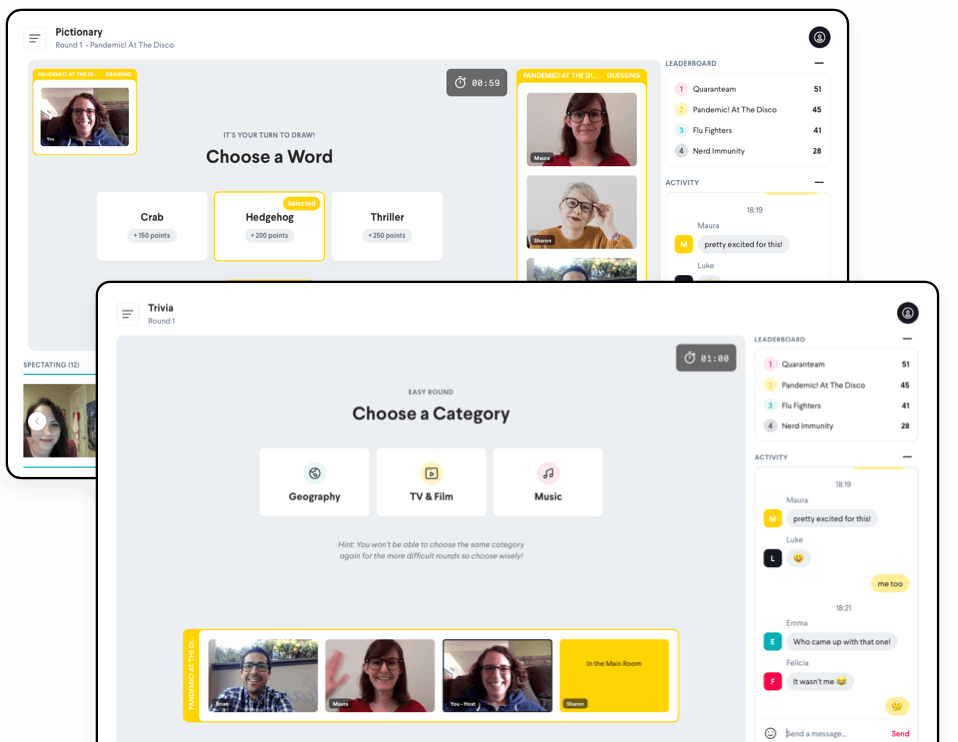 Pictionary
Round 1 - Pandemic! At The Disco
PANDEMIC! AT THE DI... DRAWING
You
00:59
IT'S YOUR TURN TO DRAW!
Choose a Word
Crab
+150 points
Selected
Hedgehog
+200 points
Thriller
+250 points
PANDEMIC! AT THE DI... GUESSING
Maura
Sharon
LEADERBOARD
1 Quaranteam 51
2 Pandemic! At The Disco 45
3 Flu Fighters 41
4 Nerd Immunity 28
ACTIVITY
18:19
Maura
M pretty excited for this!
Luke
SPECTATING (12)
Trivia
Round 1
01:00
EASY ROUND
Choose a Category
Geography
TV & Film
Music
Hint: You won't be able to choose the same category
again for the more difficult rounds so choose wisely!
PANDEMIC! AT THE DI...
Brian
Maura
You - Host
In the Main Room
Sharon
LEADERBOARD
1 Quaranteam 51
2 Pandemic! At The Disco 45
3 Flu Fighters 41
4 Nerd Immunity 28
ACTIVITY
18:19
Maura
M pretty excited for this!
Luke
L 😄
me too
18:21
Emma
E Who came up with that one!
Felicia
F It wasn't me 😂
🤔
Send a message... Send